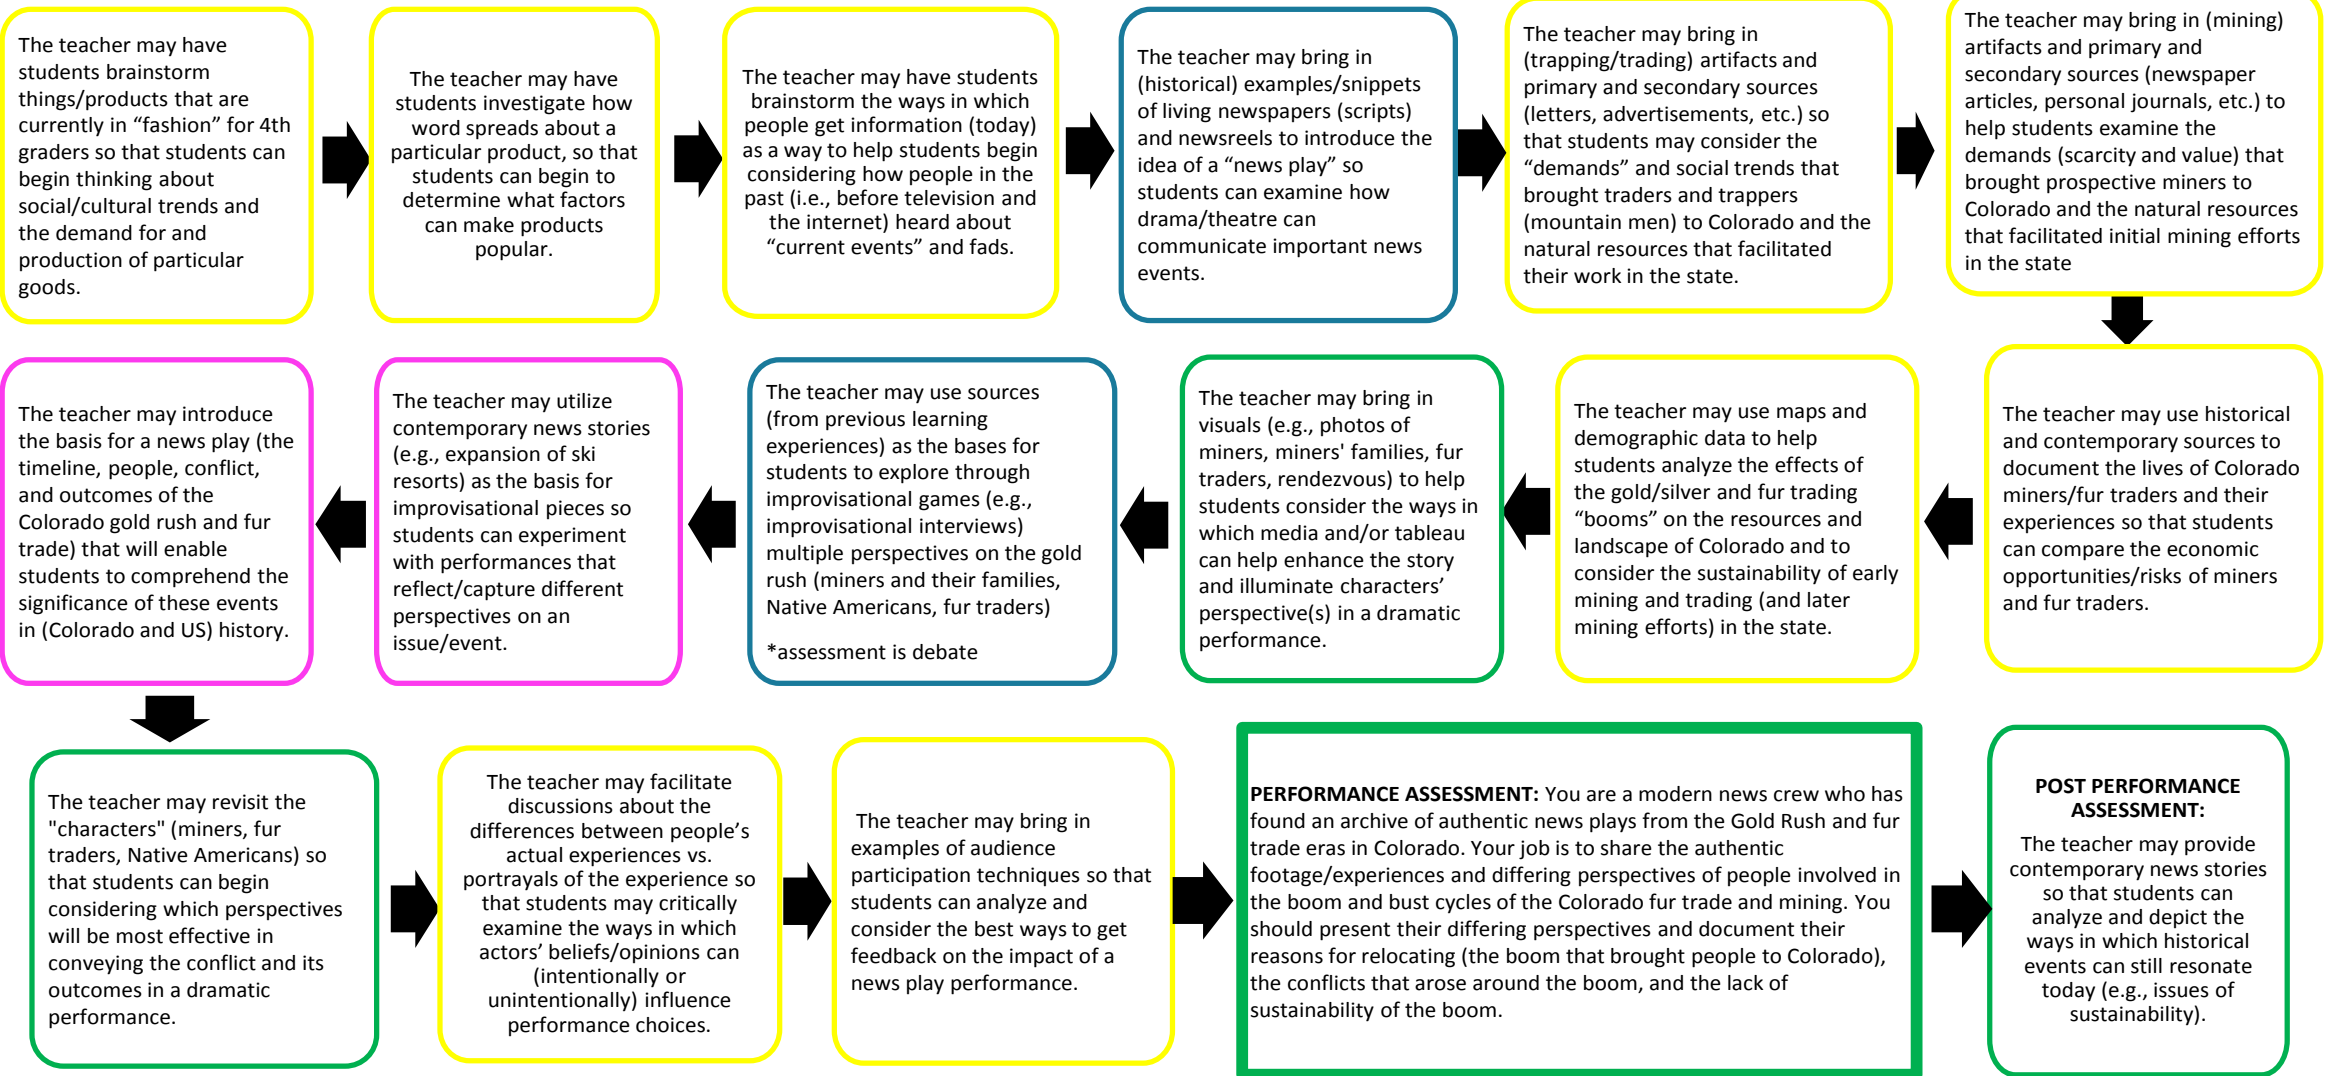 The teacher may have
students brainstorm
things/products that are
currently in “fashion” for 4th
graders so that students can
begin thinking about
social/cultural trends and
the demand for and
production of particular
goods.
The teacher may have
students investigate how
word spreads about a
particular product, so that
students can begin to
determine what factors
can make products
popular.
The teacher may have students
brainstorm the ways in which
people get information (today)
as a way to help students begin
considering how people in the
past (i.e., before television and
the internet) heard about
“current events” and fads.
The teacher may bring in
(historical) examples/snippets
of living newspapers (scripts)
and newsreels to introduce the
idea of a “news play” so
students can examine how
drama/theatre can
communicate important news
events.
The teacher may bring in
(trapping/trading) artifacts and
primary and secondary sources
(letters, advertisements, etc.) so
that students may consider the
“demands” and social trends that
brought traders and trappers
(mountain men) to Colorado and the
natural resources that facilitated
their work in the state.
The teacher may bring in (mining)
artifacts and primary and
secondary sources (newspaper
articles, personal journals, etc.) to
help students examine the
demands (scarcity and value) that
brought prospective miners to
Colorado and the natural resources
that facilitated initial mining efforts
in the state
The teacher may use historical
and contemporary sources to
document the lives of Colorado
miners/fur traders and their
experiences so that students
can compare the economic
opportunities/risks of miners
and fur traders.
The teacher may use maps and
demographic data to help
students analyze the effects of
the gold/silver and fur trading
“booms” on the resources and
landscape of Colorado and to
consider the sustainability of early
mining and trading (and later
mining efforts) in the state.
The teacher may bring in
visuals (e.g., photos of
miners, miners' families, fur
traders, rendezvous) to help
students consider the ways in
which media and/or tableau
can help enhance the story
and illuminate characters’
perspective(s) in a dramatic
performance.
The teacher may use sources
(from previous learning
experiences) as the bases for
students to explore through
improvisational games (e.g.,
improvisational interviews)
multiple perspectives on the gold
rush (miners and their families,
Native Americans, fur traders)
*assessment is debate
The teacher may utilize
contemporary news stories
(e.g., expansion of ski
resorts) as the basis for
improvisational pieces so
students can experiment
with performances that
reflect/capture different
perspectives on an
issue/event.
The teacher may introduce
the basis for a news play (the
timeline, people, conflict,
and outcomes of the
Colorado gold rush and fur
trade) that will enable
students to comprehend the
significance of these events
in (Colorado and US) history.
The teacher may revisit the
"characters" (miners, fur
traders, Native Americans) so
that students can begin
considering which perspectives
will be most effective in
conveying the conflict and its
outcomes in a dramatic
performance.
The teacher may facilitate
discussions about the
differences between people’s
actual experiences vs.
portrayals of the experience so
that students may critically
examine the ways in which
actors’ beliefs/opinions can
(intentionally or
unintentionally) influence
performance choices.
The teacher may bring in
examples of audience
participation techniques so that
students can analyze and
consider the best ways to get
feedback on the impact of a
news play performance.
PERFORMANCE ASSESSMENT: You are a modern news crew who has
found an archive of authentic news plays from the Gold Rush and fur
trade eras in Colorado. Your job is to share the authentic
footage/experiences and differing perspectives of people involved in
the boom and bust cycles of the Colorado fur trade and mining. You
should present their differing perspectives and document their
reasons for relocating (the boom that brought people to Colorado),
the conflicts that arose around the boom, and the lack of
sustainability of the boom.
POST PERFORMANCE
ASSESSMENT:
The teacher may provide
contemporary news stories
so that students can
analyze and depict the
ways in which historical
events can still resonate
today (e.g., issues of
sustainability).